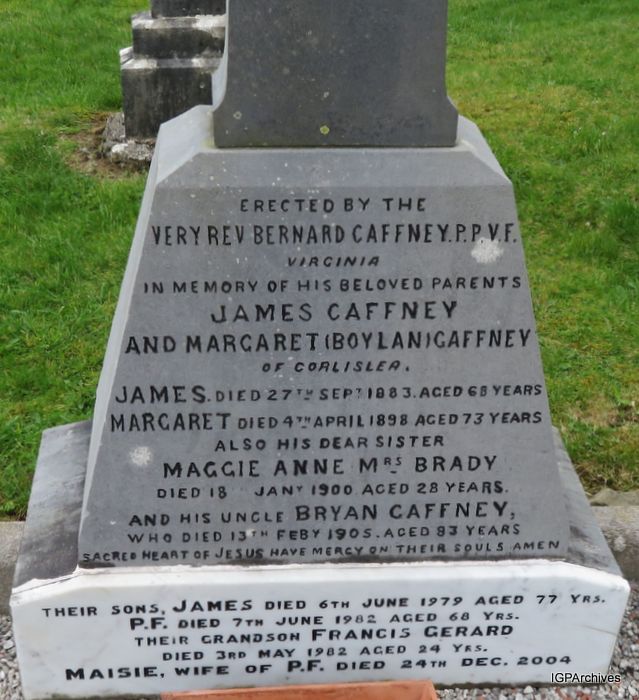 ERECTED BY THE
VERY REV BERNARD CAFFNEY.P.P.V.F.
VIRGINIA
IN MEMORY OF HIS BELOVED PARENTS
JAMES CAFFNEY
AND MARGARET (BOYLAN) CAFFNEY
OF CORLISLEA.
JAMES. DIED 27TH SEPT 1883. AGED 68 YEARS
MARGARET DIED 4TH APRIL 1898 AGED 73 YEARS
ALSO HIS DEAR SISTER
MAGGIE ANNE MRS BRADY
DIED 18 JANY 1900. AGED 28 YEARS.
AND HIS UNCLE BRYAN CAFFNEY,
WHO DIED 13TH FEBY 1905. AGED 83 YEARS
SACRED HEART OF JESUS HAVE MERCY ON THEIR SOULS AMEN
THEIR SONS, JAMES DIED 6TH JUNE 1979 AGED 77 YRS.
P.F. DIED 7TH JUNE 1982 AGED 68 YRS.
THEIR GRANDSON FRANCIS GERARD
DIED 3RD MAY 1982 AGED 24 YRS.
MAISIE, WIFE OF P.F. DIED 24TH DEC. 2004
IGPArchives